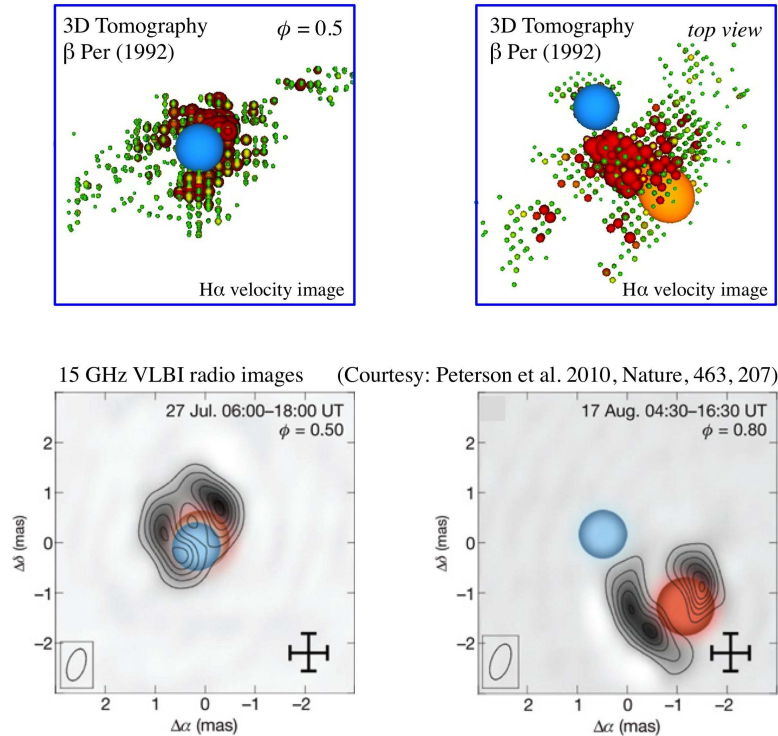 3D Tomography
β Per (1992)
ϕ = 0.5
Hα velocity image
3D Tomography
β Per (1992)
top view
Hα velocity image
15 GHz VLBI radio images
(Courtesy: Peterson et al. 2010, Nature, 463, 207)
27 Jul. 06:00–18:00 UT
ϕ = 0.50
2
1
0
-1
-2
Δδ (mas)
2
1
0
-1
-2
Δα (mas)
17 Aug. 04:30–16:30 UT
ϕ = 0.80
2
1
0
-1
-2
Δδ (mas)
2
1
0
-1
-2
Δα (mas)